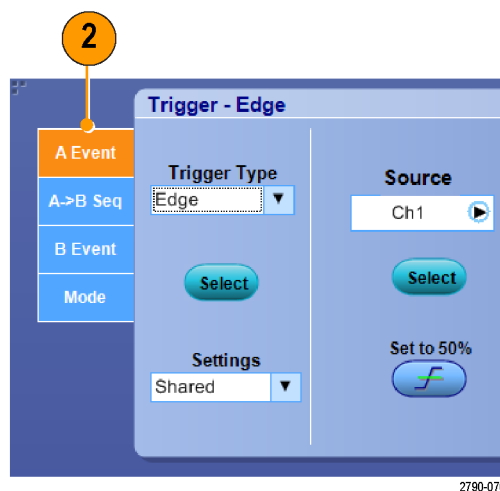 2
Trigger - Edge
A Event
A->B Seq
B Event
Mode
Trigger Type
Edge
Select
Settings
Shared
Source
Ch1
Select
Set to 50%
2790-07